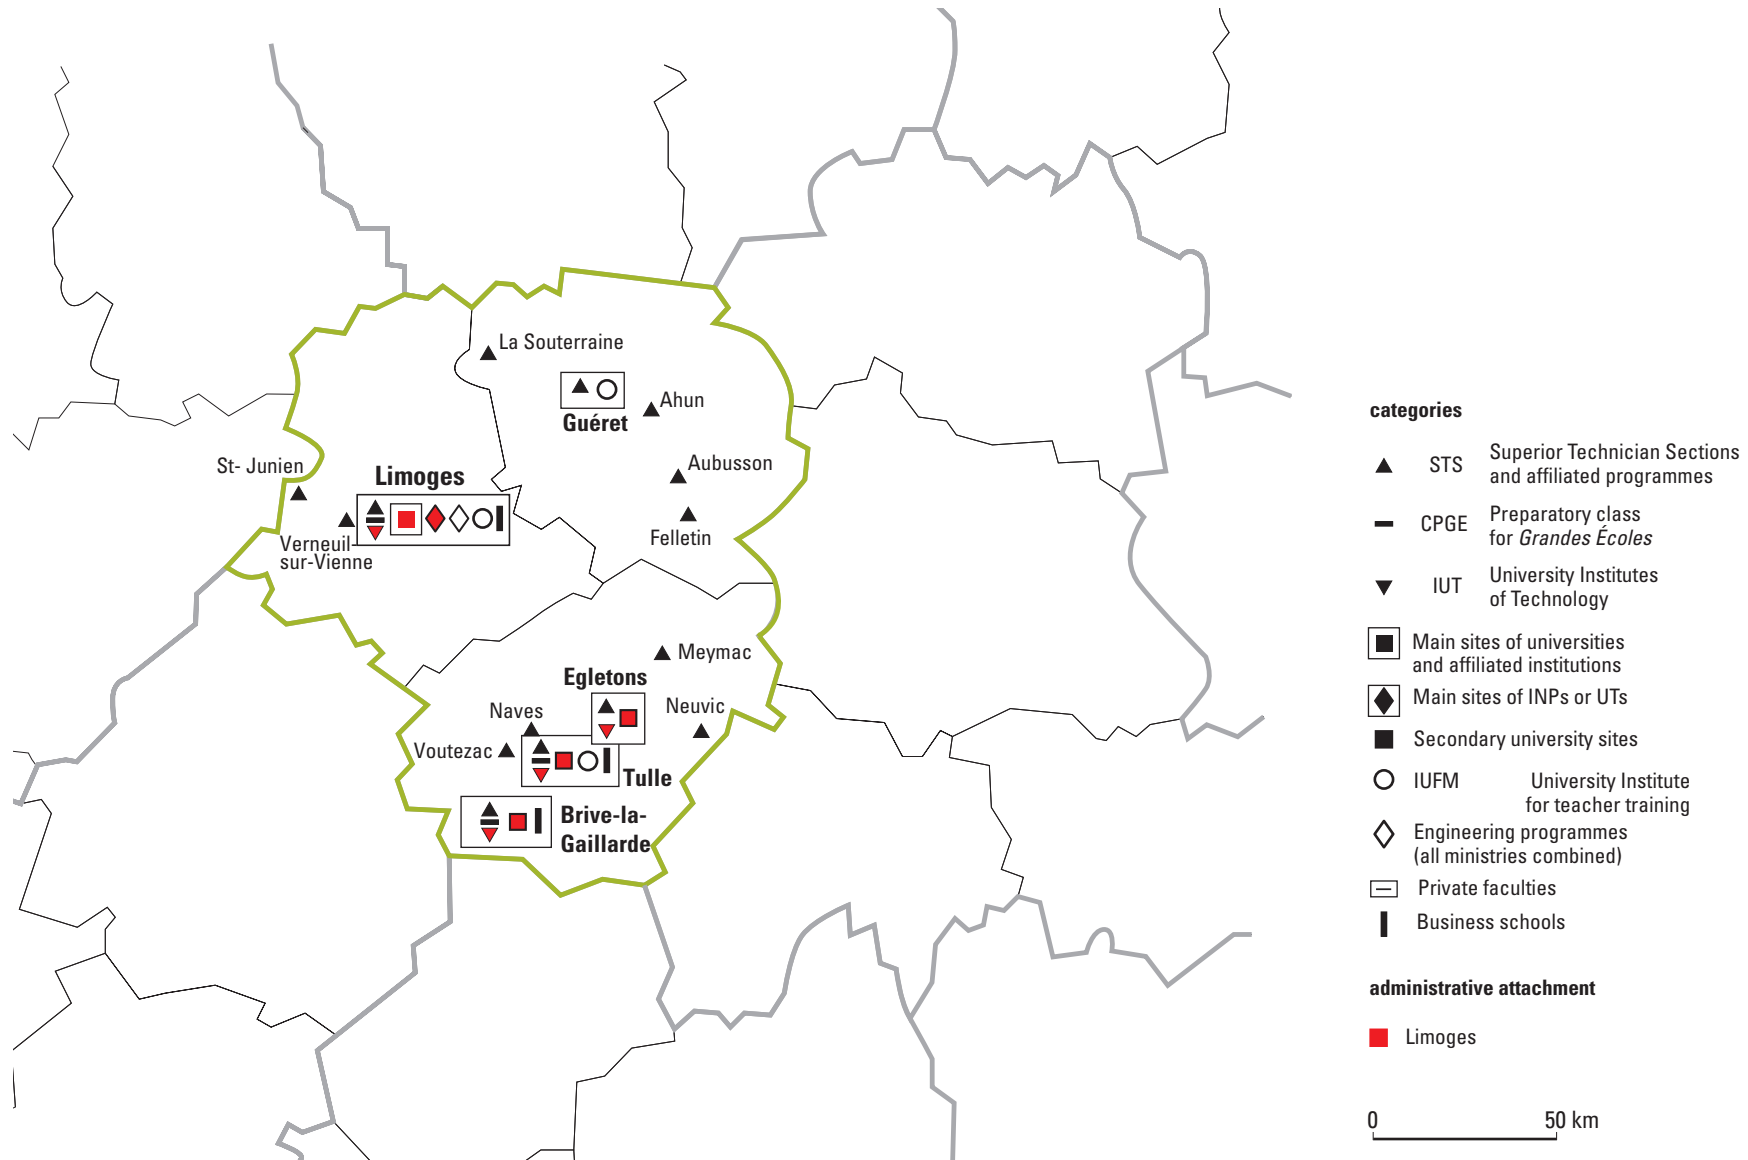 La Souterraine
Guéret
Ahun
St- Junien
Limoges
Aubusson
Verneuil-
sur-Vienne
Felletin
Meymac
Egletons
Naves
Neuvic
Voutezac
Tulle
Brive-la-
Gaillarde
categories
STS Superior Technician Sections
and affiliated programmes
CPGE Preparatory class
for Grandes Écoles
IUT University Institutes
of Technology
Main sites of universities
and affiliated institutions
Main sites of INPs or UTs
Secondary university sites
IUFM University Institute
for teacher training
Engineering programmes
(all ministries combined)
Private faculties
Business schools
administrative attachment
Limoges
0 50 km